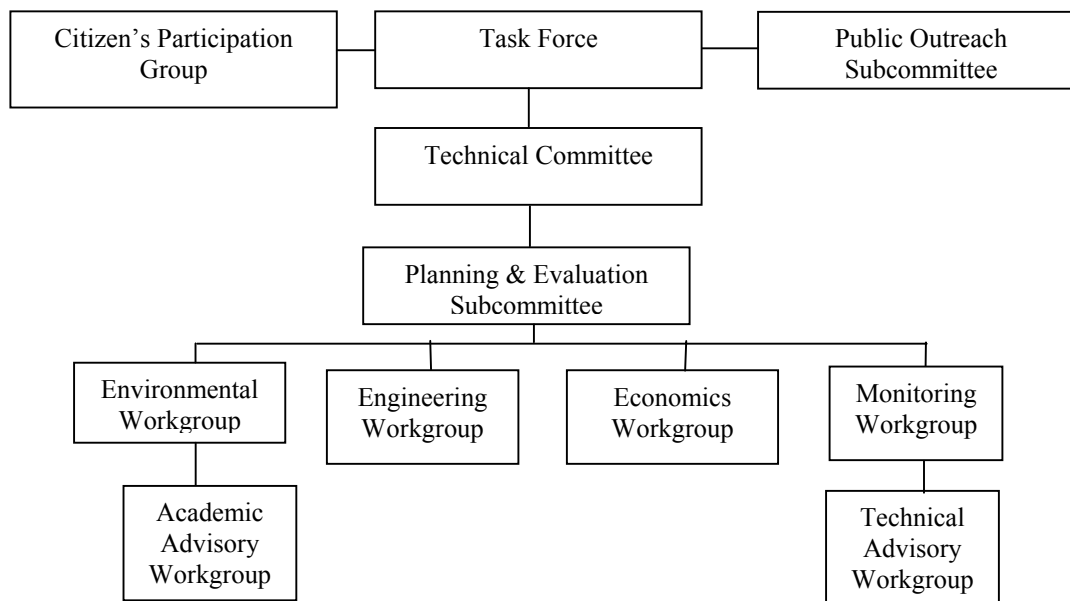 Citizen's Participation
Group
Task Force
Public Outreach
Subcommittee
Technical Committee
Planning & Evaluation
Subcommittee
Environmental
Workgroup
Engineering
Workgroup
Economics
Workgroup
Monitoring
Workgroup
Academic
Advisory
Workgroup
Technical
Advisory
Workgroup